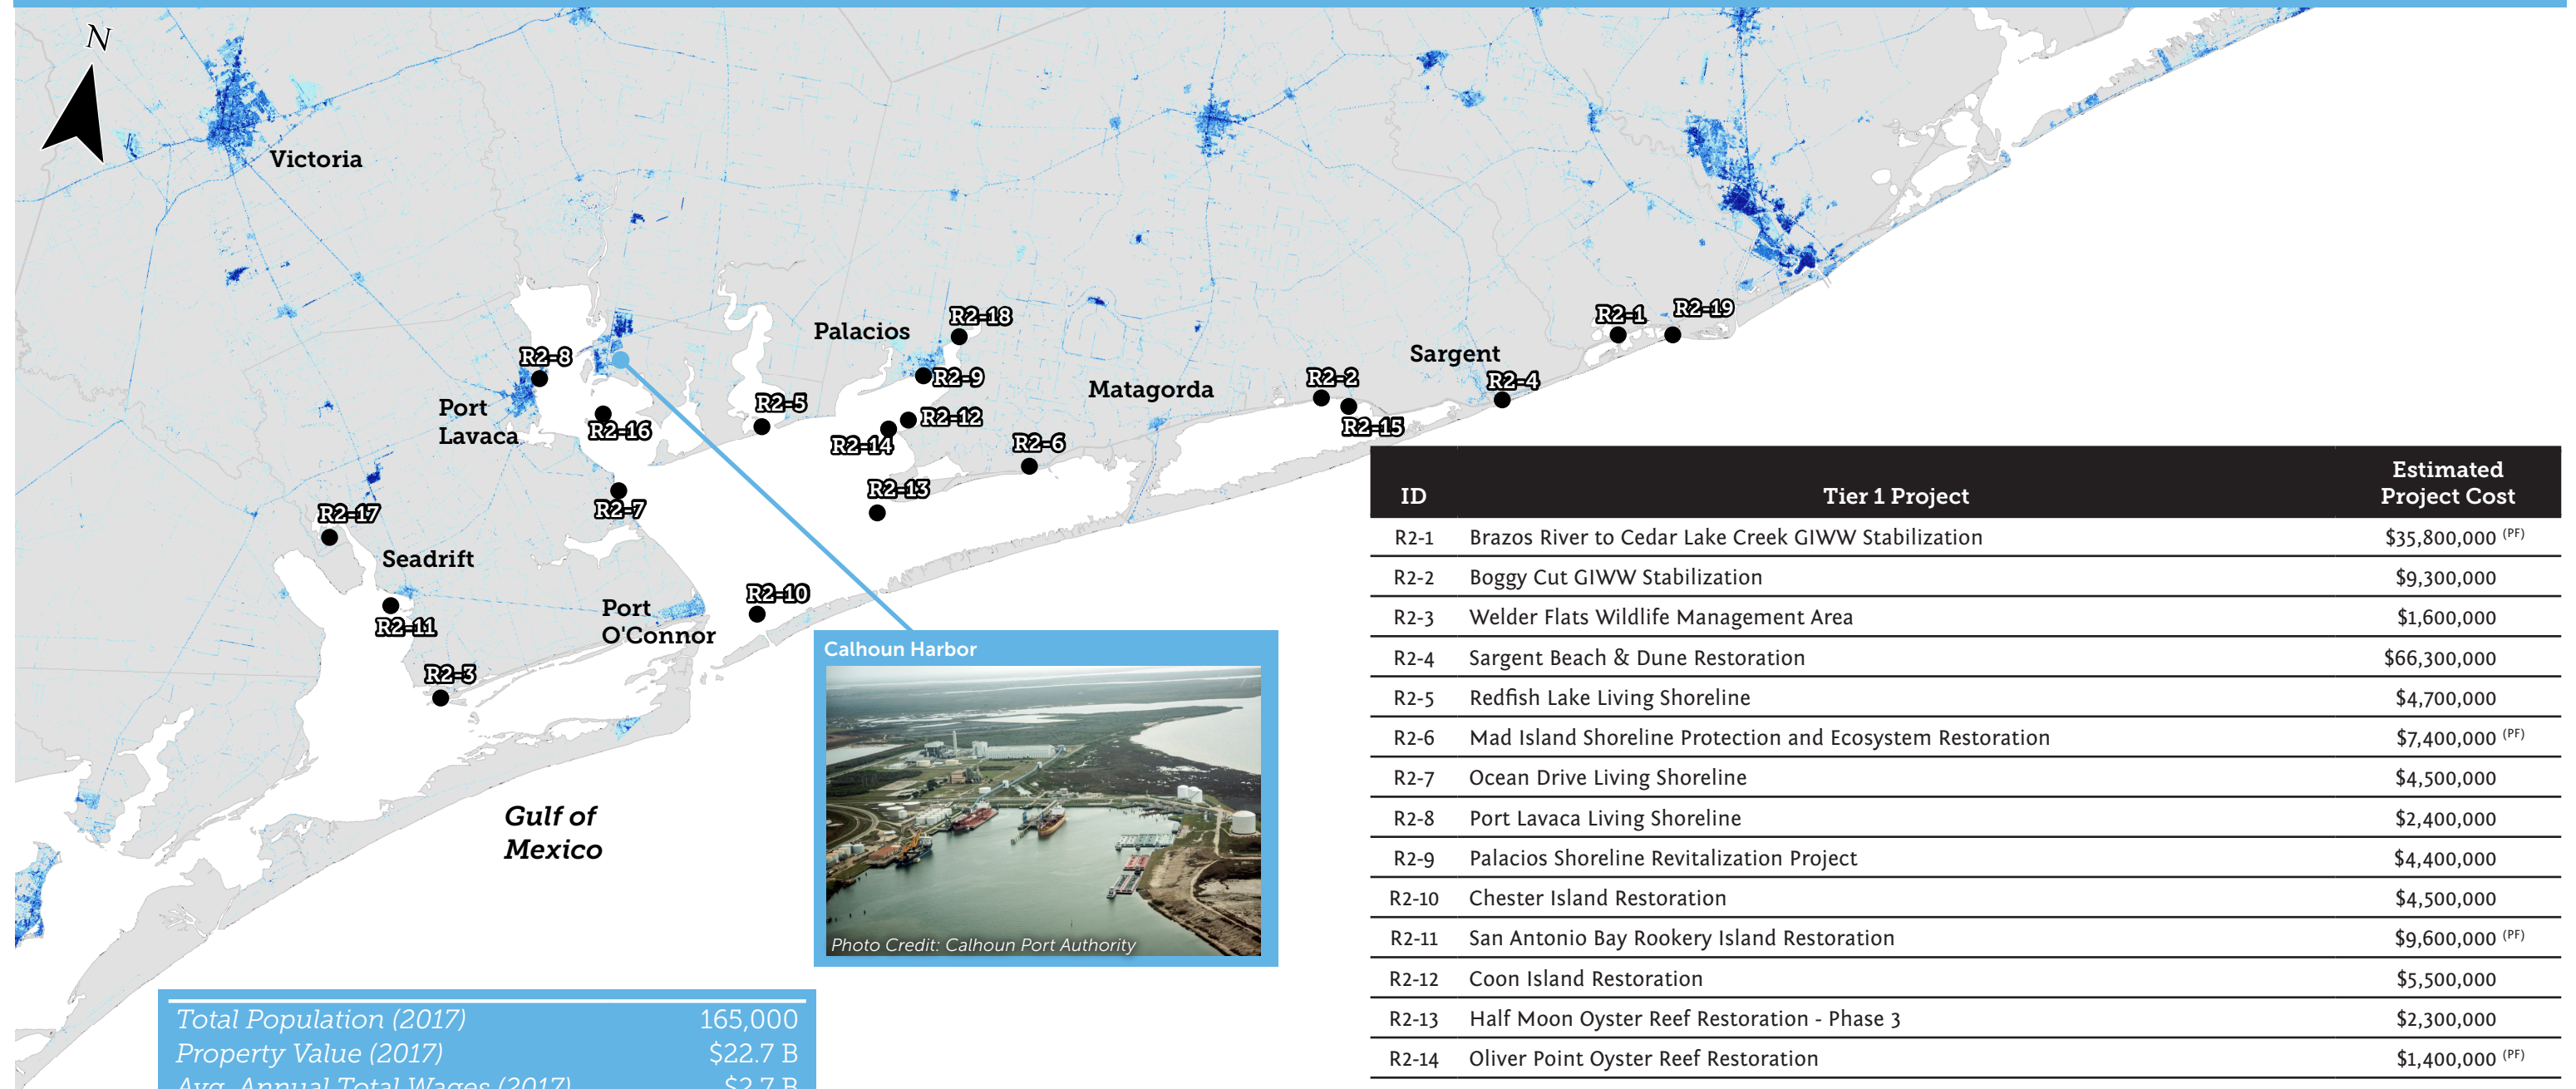 N
Victoria
R2-18
Palacios
R2-1
R2-19
R2-8
R2-9
Sargent
R2-2
R2-4
Matagorda
Port
Lavaca
R2-5
R2-16
R2-12
R2-14
R2-15
R2-6
R2-13
R2-7
R2-17
Seadrift
R2-11
Port
O'Connor
R2-10
R2-3
Gulf of
Mexico
Calhoun Harbor
Photo Credit: Calhoun Port Authority
Total Population (2017) 165,000
Property Value (2017) $22.7 B
Avg. Annual Total Wages (2017) $2.7 B
ID Tier 1 Project Estimated
Project Cost
R2-1 Brazos River to Cedar Lake Creek GIWW Stabilization $35,800,000 (PF)
R2-2 Boggy Cut GIWW Stabilization $9,300,000
R2-3 Welder Flats Wildlife Management Area $1,600,000
R2-4 Sargent Beach & Dune Restoration $66,300,000
R2-5 Redfish Lake Living Shoreline $4,700,000
R2-6 Mad Island Shoreline Protection and Ecosystem Restoration $7,400,000 (PF)
R2-7 Ocean Drive Living Shoreline $4,500,000
R2-8 Port Lavaca Living Shoreline $2,400,000
R2-9 Palacios Shoreline Revitalization Project $4,400,000
R2-10 Chester Island Restoration $4,500,000
R2-11 San Antonio Bay Rookery Island Restoration $9,600,000 (PF)
R2-12 Coon Island Restoration $5,500,000
R2-13 Half Moon Oyster Reef Restoration - Phase 3 $2,300,000
R2-14 Oliver Point Oyster Reef Restoration $1,400,000 (PF)